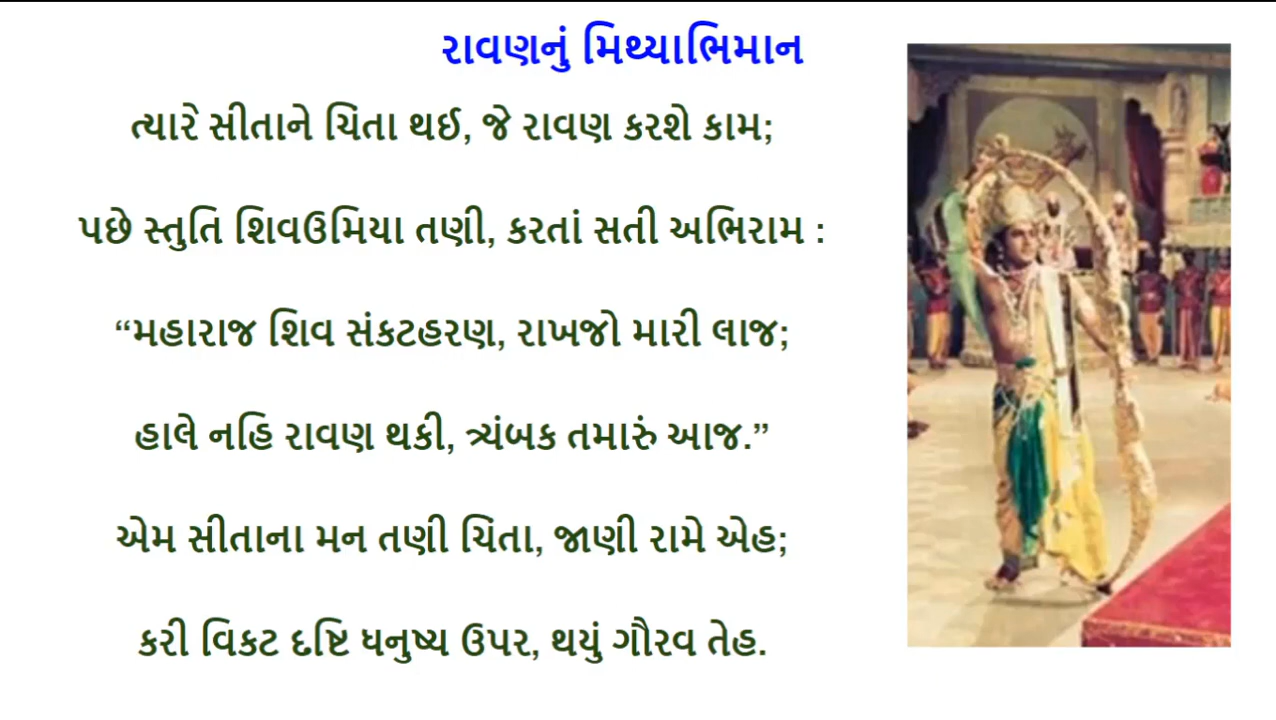 રાવણનું મિથ્યાભિમાન
ત્યારે સીતાને ચિંતા થઈ, જે રાવણ કરશે કામ;
પછે સ્તુતિ શિવઉમિયા તણી, કરતાં સતી અભિરામ :
“મહારાજ શિવ સંકટહરણ, રાખજો મારી લાજ;
હાલે નહિ રાવણ થકી, ત્ર્યંબક તમારું આજ.”
એમ સીતાના મન તણી ચિંતા, જાણી રામે એહ;
કરી વિકટ દૃષ્ટિ ધનુષ્ય ઉપર, થયું ગૌરવ તેહ.